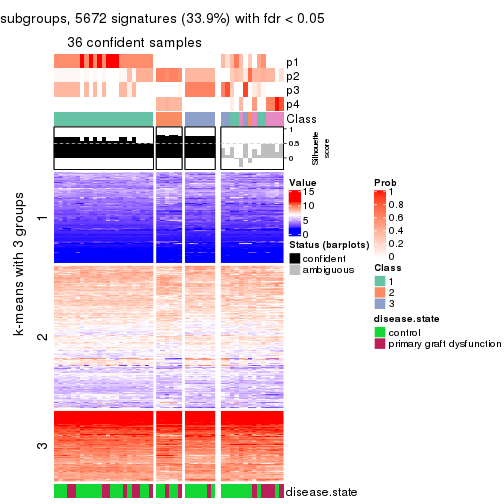 subgroups, 5672 signatures (33.9%) with fdr < 0.05
36 confident samples
p1
p2
p3
p4
Class
1
0.5
0
Silhouette
score
k-means with 3 groups
1
2
3
disease.state
Value
15
10
5
0
Status (barplots)
confident
ambiguous
Prob
1
0.8
0.6
0.4
0.2
0
Class
1
2
3
disease.state
control
primary graft dysfunction